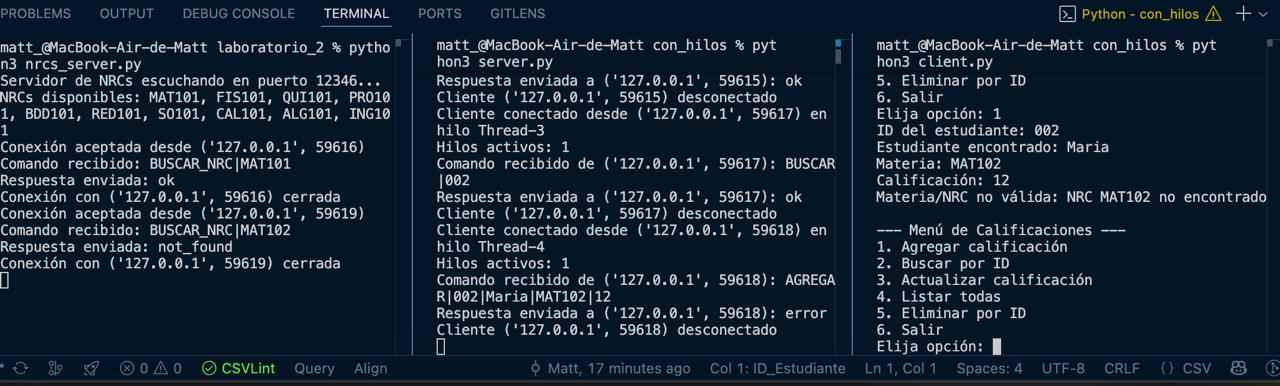 PROBLEMS OUTPUT DEBUG CONSOLE TERMINAL PORTS GITLENS Python - con_hilos
matt_@MacBook-Air-de-Matt laboratorio_2 % pytho
n3 nrcs_server.py
Servidor de NRCs escuchando en puerto 12346...
NRCs disponibles: MAT101, FIS101, QUI101, PRO10
1, BDD101, RED101, SO101, CAL101, ALG101, ING10
1
Conexión aceptada desde ('127.0.0.1', 59616)
Comando recibido: BUSCAR_NRC|MAT101
Respuesta enviada: ok
Conexión con ('127.0.0.1', 59616) cerrada
Conexión aceptada desde ('127.0.0.1', 59619)
Comando recibido: BUSCAR_NRC|MAT102
Respuesta enviada: not_found
Conexión con ('127.0.0.1', 59619) cerrada
matt_@MacBook-Air-de-Matt con_hilos % pyt
hon3 server.py
Respuesta enviada a ('127.0.0.1', 59615): ok
Cliente ('127.0.0.1', 59615) desconectado
Cliente conectado desde ('127.0.0.1', 59617) en
hilo Thread-3
Hilos activos: 1
Comando recibido de ('127.0.0.1', 59617): BUSCAR
|002
Respuesta enviada a ('127.0.0.1', 59617): ok
Cliente ('127.0.0.1', 59617) desconectado
Cliente conectado desde ('127.0.0.1', 59618) en
hilo Thread-4
Hilos activos: 1
Comando recibido de ('127.0.0.1', 59618): AGREGA
R|002|Maria|MAT102|12
Respuesta enviada a ('127.0.0.1', 59618): error
Cliente ('127.0.0.1', 59618) desconectado
matt_@MacBook-Air-de-Matt con_hilos % pyt
hon3 client.py
5. Eliminar por ID
6. Salir
Elija opción: 1
ID del estudiante: 002
Estudiante encontrado: Maria
Materia: MAT102
Calificación: 12
Materia/NRC no válida: NRC MAT102 no encontrado
--- Menú de Calificaciones ---
1. Agregar calificación
2. Buscar por ID
3. Actualizar calificación
4. Listar todas
5. Eliminar por ID
6. Salir
Elija opción:
0 0 CSVLint Query Align Matt, 17 minutes ago Col 1: ID_Estudiante Ln 1, Col 1 Spaces: 4 UTF-8 CRLF {} CSV